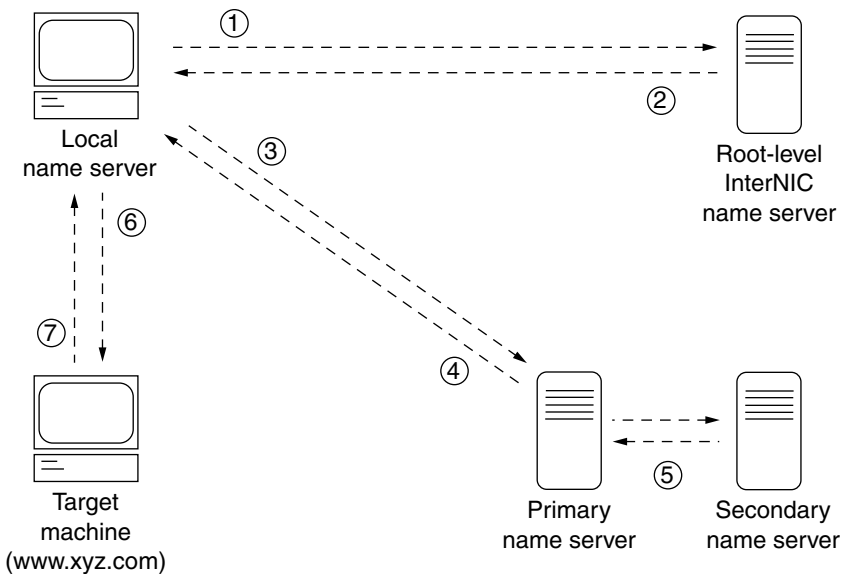 ①
②
Local
name server
Root-level
InterNIC
name server
③
⑥
⑦
④
⑤
Target
machine
(www.xyz.com)
Primary
name server
Secondary
name server